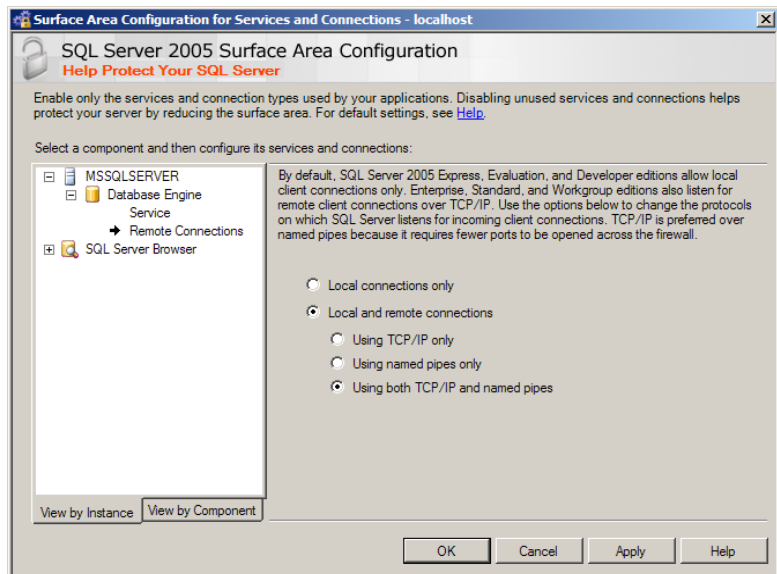 Surface Area Configuration for Services and Connections - localhost
SQL Server 2005 Surface Area Configuration
Help Protect Your SQL Server
Enable only the services and connection types used by your applications. Disabling unused services and connections helps
protect your server by reducing the surface area. For default settings, see Help.
Select a component and then configure its services and connections:
MSSQLSERVER
Database Engine
Service
Remote Connections
SQL Server Browser
View by Instance
View by Component
By default, SQL Server 2005 Express, Evaluation, and Developer editions allow local
client connections only. Enterprise, Standard, and Workgroup editions also listen for
remote client connections over TCP/IP. Use the options below to change the protocols
on which SQL Server listens for incoming client connections. TCP/IP is preferred over
named pipes because it requires fewer ports to be opened across the firewall.
Local connections only
Local and remote connections
Using TCP/IP only
Using named pipes only
Using both TCP/IP and named pipes
OK
Cancel
Apply
Help